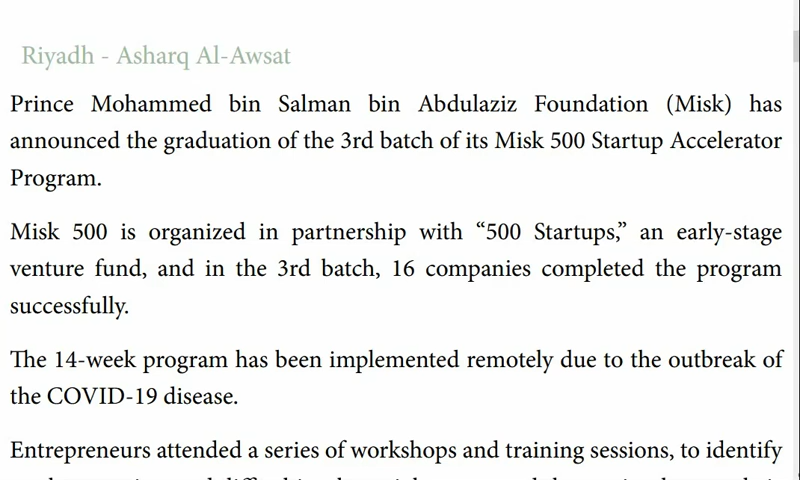 Riyadh - Asharq Al-Awsat
Prince Mohammed bin Salman bin Abdulaziz Foundation (Misk) has
announced the graduation of the 3rd batch of its Misk 500 Startup Accelerator
Program.
Misk 500 is organized in partnership with “500 Startups,” an early-stage
venture fund, and in the 3rd batch, 16 companies completed the program
successfully.
The 14-week program has been implemented remotely due to the outbreak of
the COVID-19 disease.
Entrepreneurs attended a series of workshops and training sessions, to identify